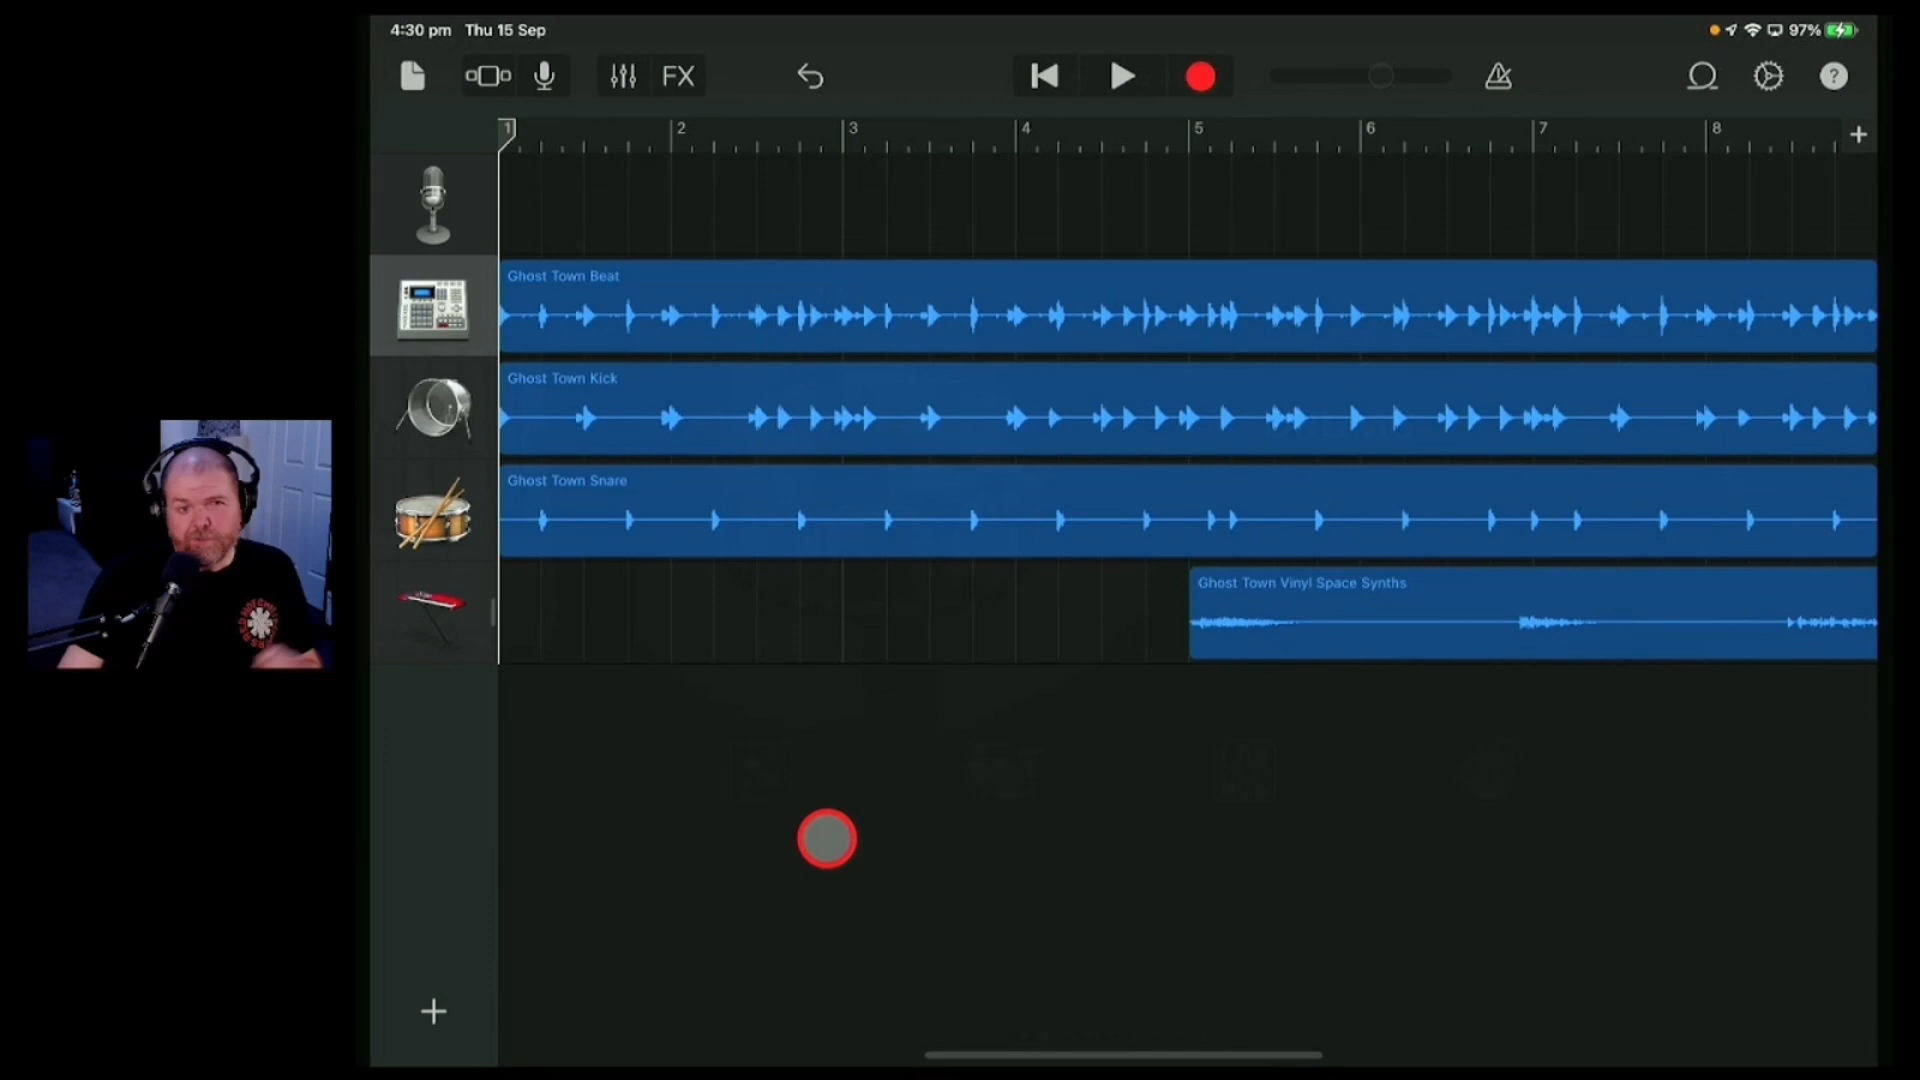 4:30 pm Thu 15 Sep
97%
FX
?
1 2 3 4 5 6 7 8 +
Ghost Town Beat
Ghost Town Kick
Ghost Town Snare
Ghost Town Vinyl Space Synths
+